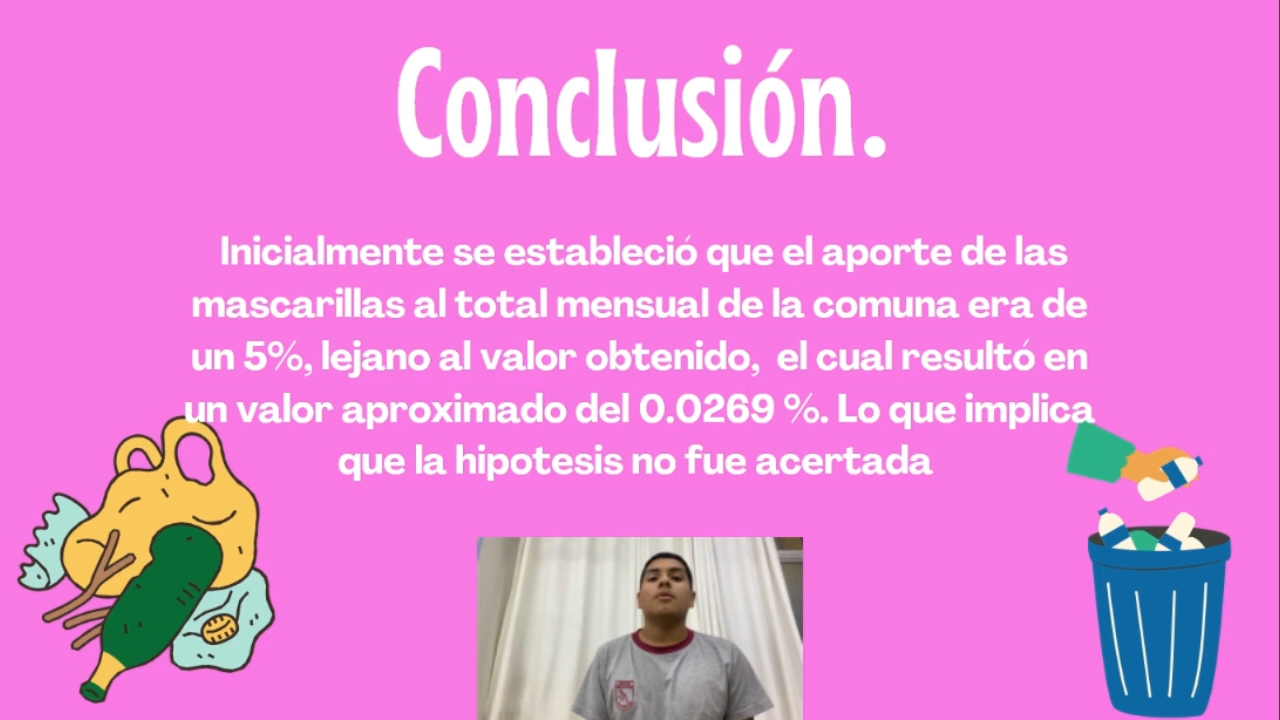 Conclusión.
Inicialmente se estableció que el aporte de las
mascarillas al total mensual de la comuna era de
un 5%, lejano al valor obtenido, el cual resultó en
un valor aproximado del 0.0269 %. Lo que implica
que la hipotesis no fue acertada